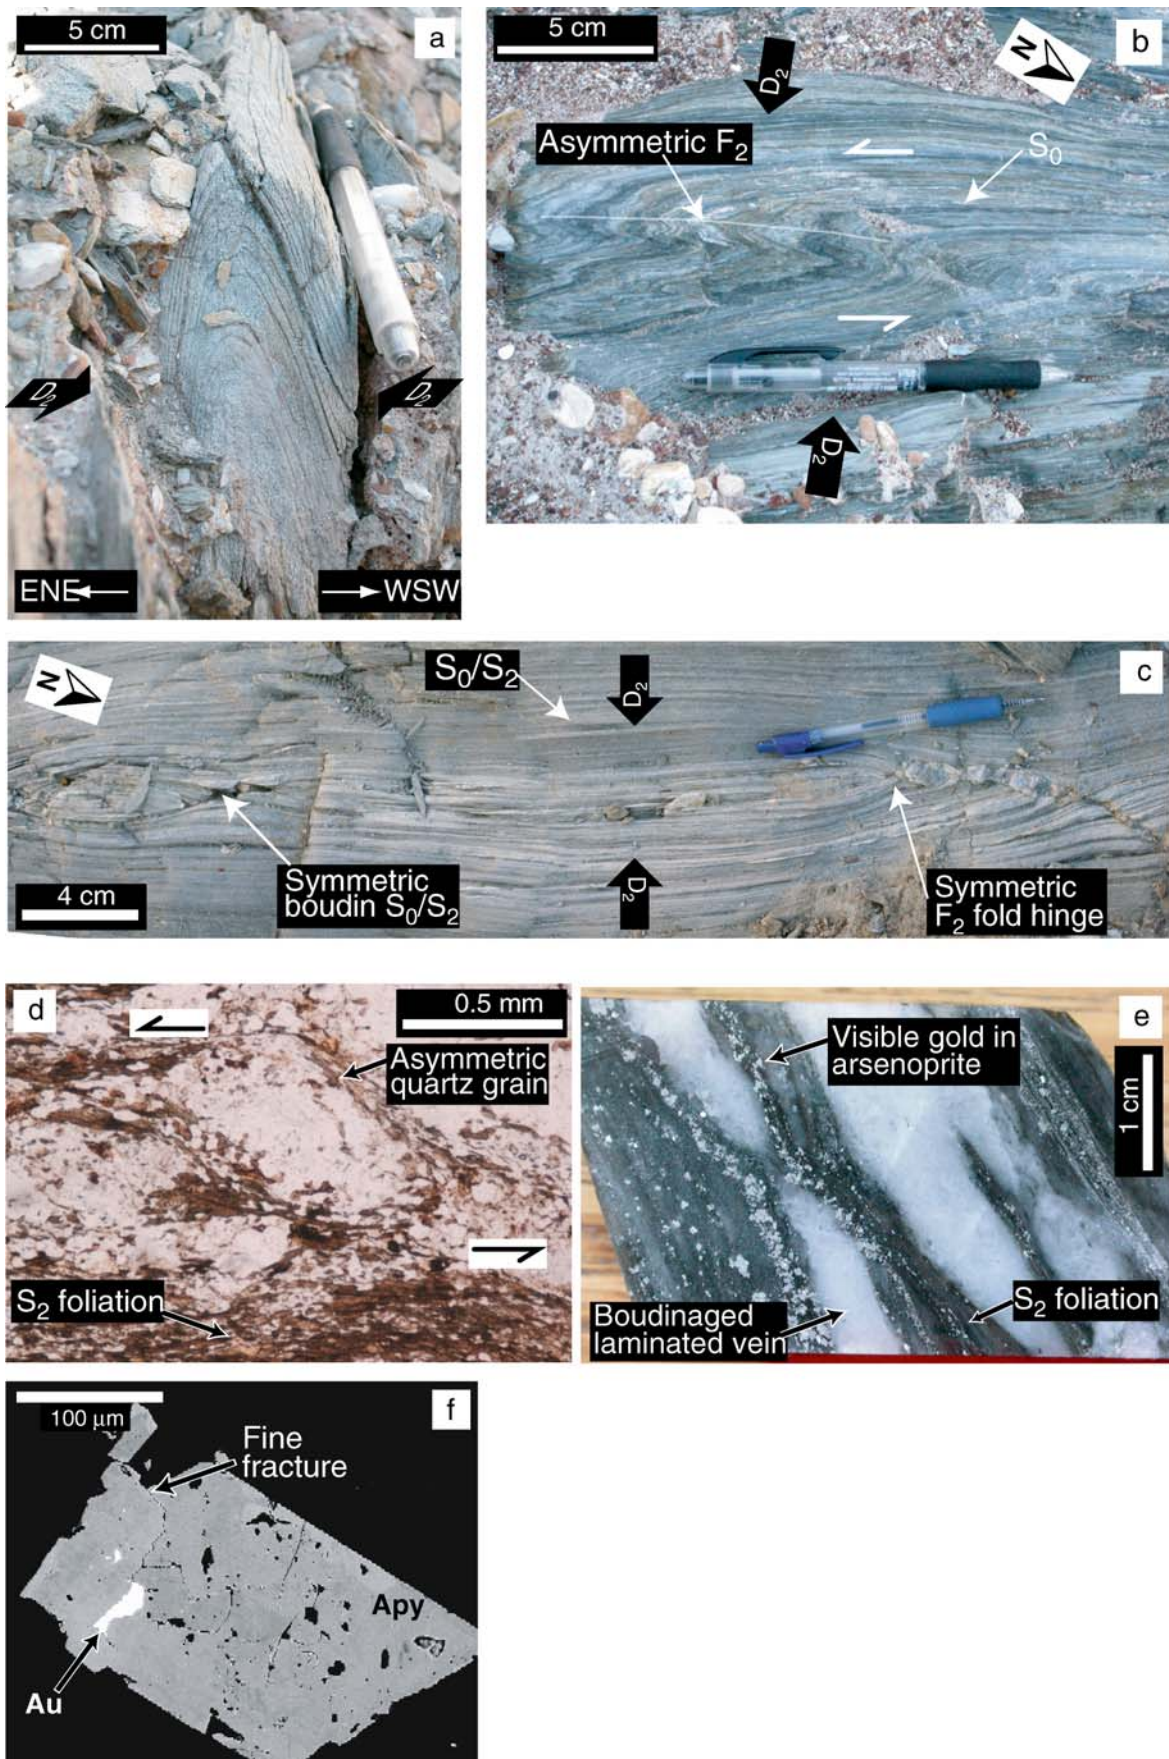 5 cm
a
D2
D2
ENE
WSW
5 cm
b
N
D2
Asymmetric F2
S0
D2
N
S0/S2
D2
c
Symmetric
boudin S0/S2
4 cm
D2
Symmetric
F2 fold hinge
d
0.5 mm
Asymmetric
quartz grain
S2 foliation
e
Visible gold in
arsenoprite
1 cm
Boudinaged
laminated vein
S2 foliation
f
100 µm
Fine
fracture
Apy
Au